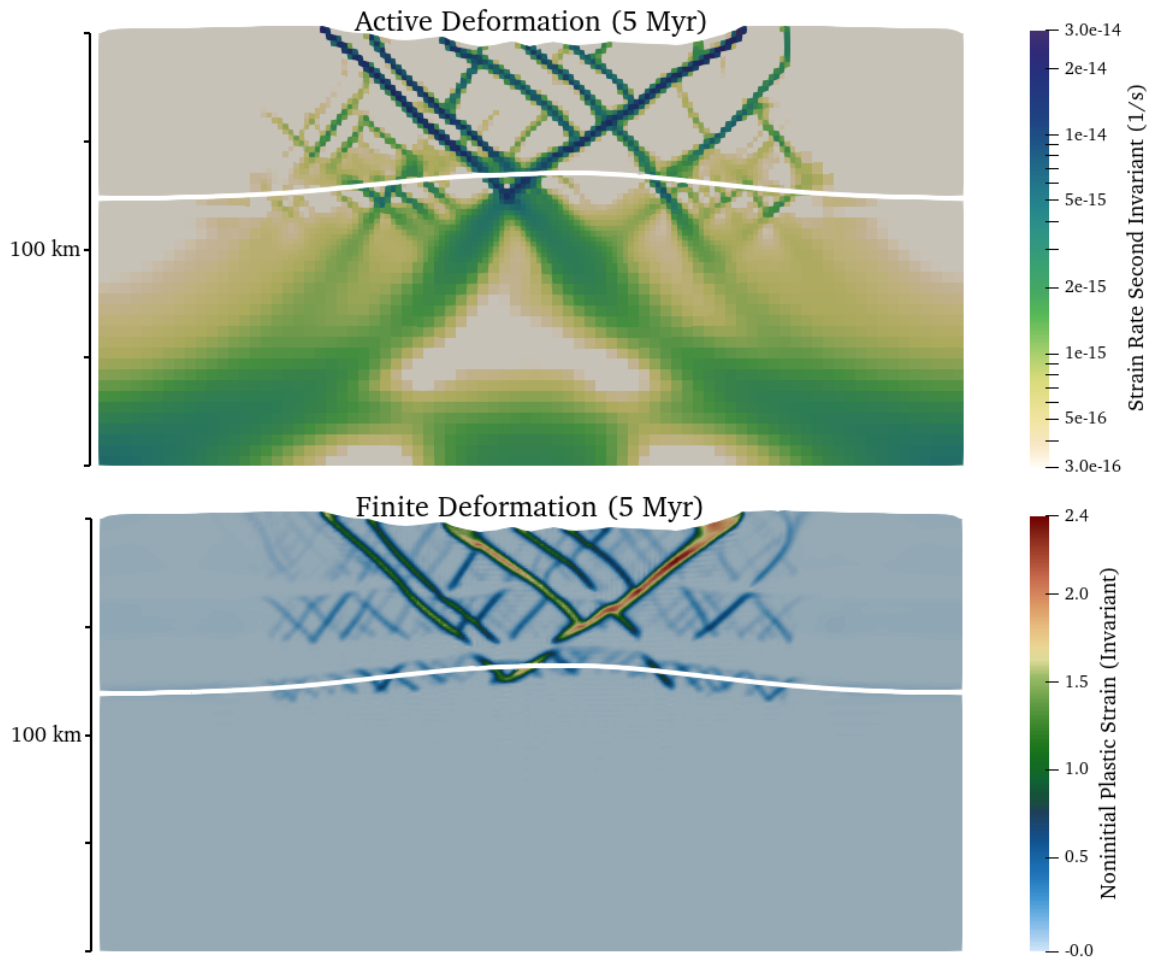 Active Deformation (5 Myr)
100 km
3.0e-14
2e-14
1e-14
5e-15
2e-15
1e-15
5e-16
3.0e-16
Strain Rate Second Invariant (1/s)
Finite Deformation (5 Myr)
100 km
2.4
2.0
1.5
1.0
0.5
-0.0
Noninitial Plastic Strain (Invariant)